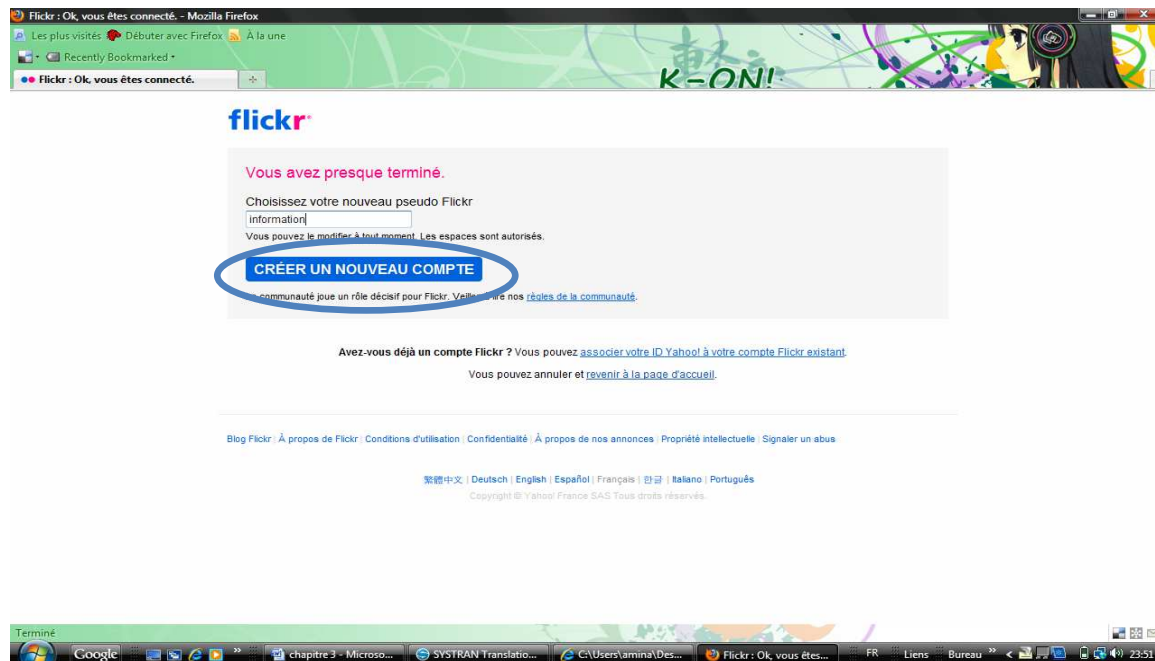 Flickr : Ok, vous êtes connecté. - Mozilla Firefox
Les plus visités Débuter avec Firefox À la une
Recently Bookmarked
Flickr : Ok, vous êtes connecté.
K-ON!
flickr
Vous avez presque terminé.
Choisissez votre nouveau pseudo Flickr
information
Vous pouvez le modifier à tout moment. Les espaces sont autorisés.
CRÉER UN NOUVEAU COMPTE
communauté joue un rôle décisif pour Flickr. Veillez à lire nos règles de la communauté.
Avez-vous déjà un compte Flickr ? Vous pouvez associer votre ID Yahoo! à votre compte Flickr existant.
Vous pouvez annuler et revenir à la page d'accueil.
Blog Flickr | À propos de Flickr | Conditions d'utilisation | Confidentialité | À propos de nos annonces | Propriété intellectuelle | Signaler un abus
繁體中文 | Deutsch | English | Español | Français | 한글 | Italiano | Português
Copyright © Yahoo! France SAS Tous droits réservés.
Terminé
Google » chapitre 3 - Microso... SYSTRAN Translatio... C:\Users\amina\Des... Flickr : Ok, vous êtes... FR Liens Bureau » < 23:51